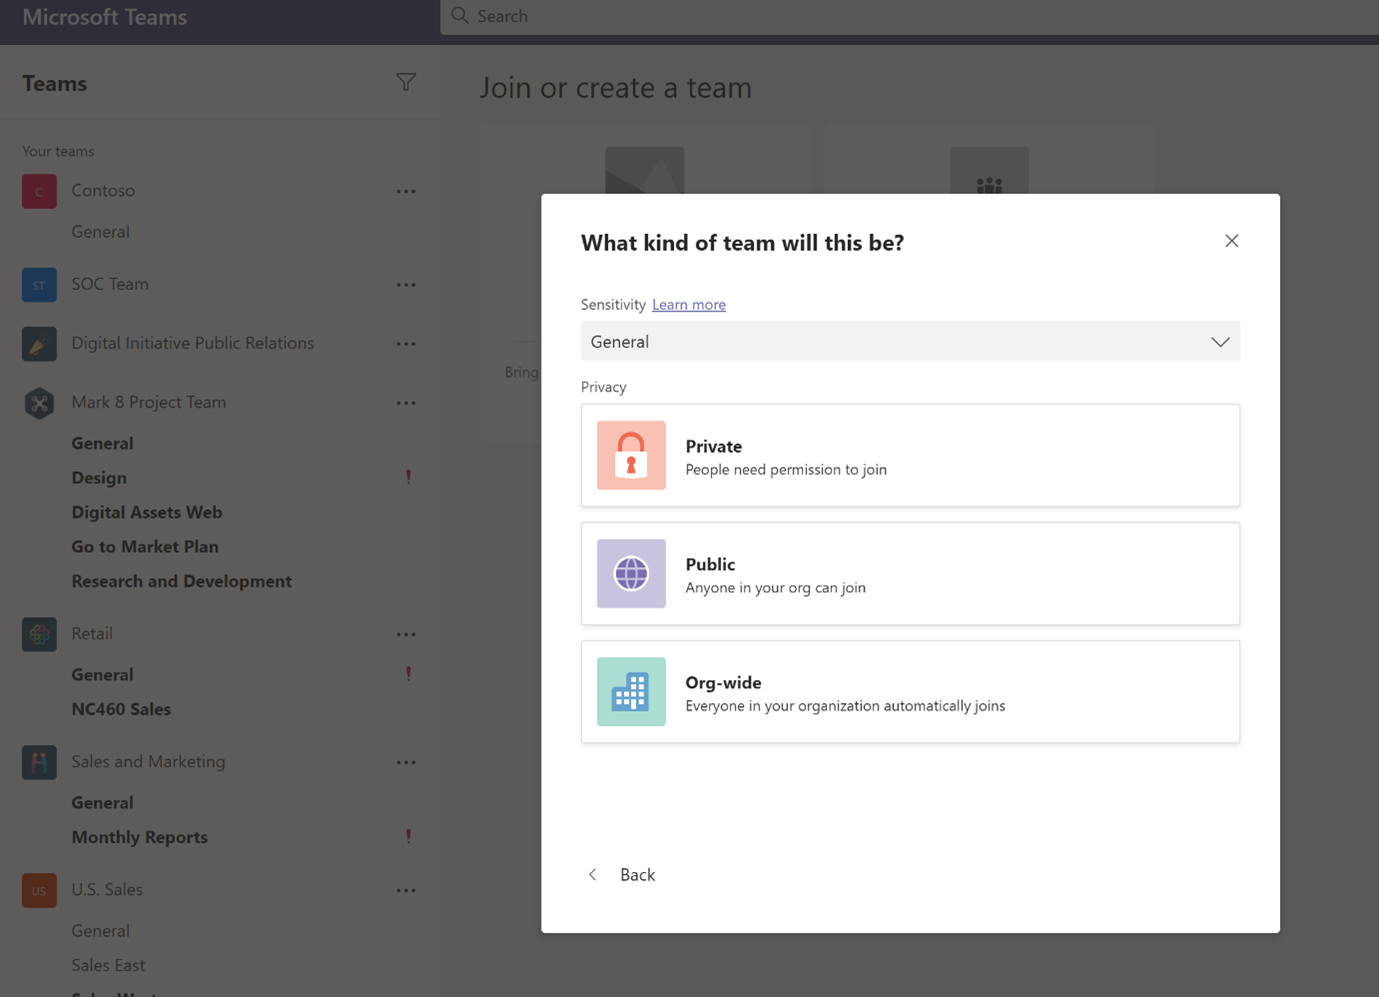 Microsoft Teams
Search
Teams
Your teams
C
Contoso
General
ST
SOC Team
Digital Initiative Public Relations
Mark 8 Project Team
General
Design
Digital Assets Web
Go to Market Plan
Research and Development
Retail
General
NC460 Sales
Sales and Marketing
General
Monthly Reports
US
U.S. Sales
General
Sales East
Join or create a team
Bring
What kind of team will this be?
Sensitivity Learn more
General
Privacy
Private
People need permission to join
Public
Anyone in your org can join
Org-wide
Everyone in your organization automatically joins
Back